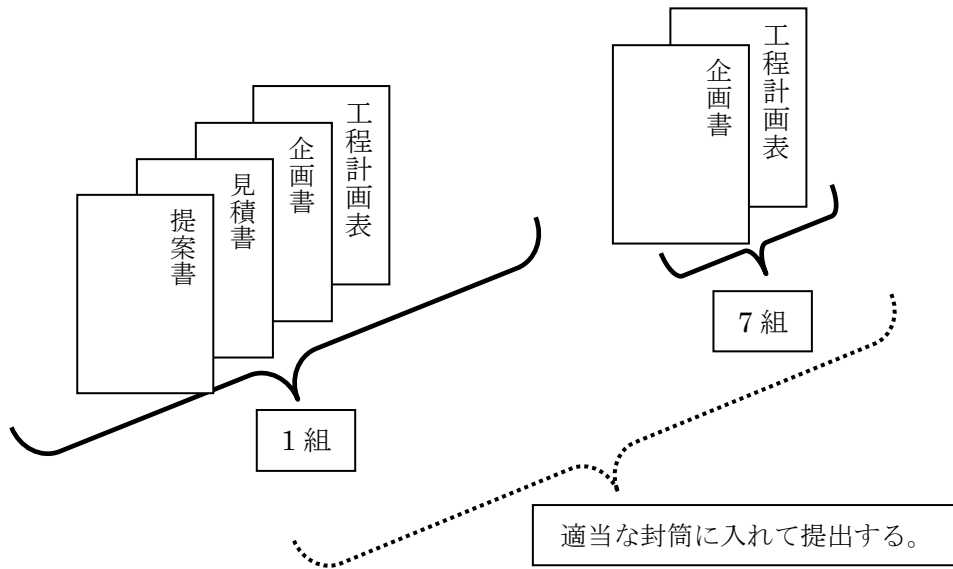 提案書
見積書
企画書
工程計画表
1組
企画書
工程計画表
7組
適当な封筒に入れて提出する。